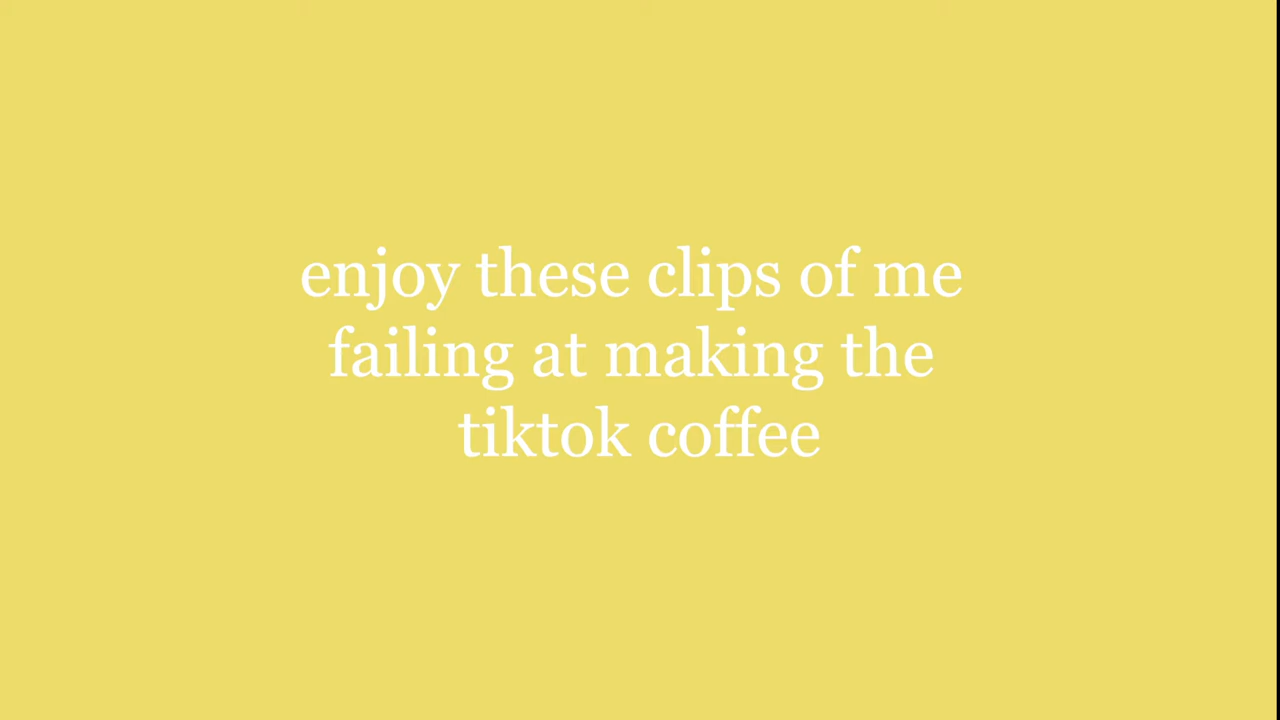 enjoy these clips of me
failing at making the
tiktok coffee